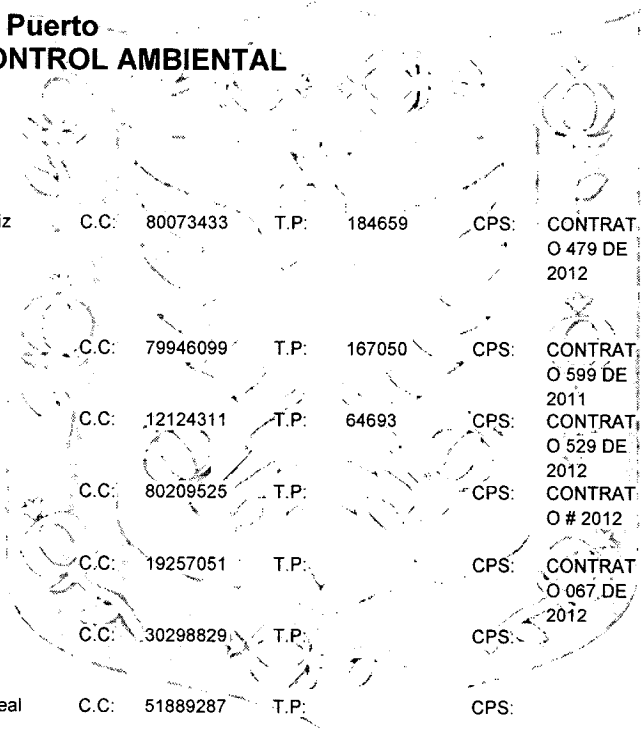 Puerto
ONTROL AMBIENTAL
iz C.C: 80073433 T.P: 184659 CPS: CONTRAT
O 479 DE
2012
C.C: 79946099 T.P: 167050 CPS: CONTRAT
O 599 DE
2011
C.C: 12124311 T.P: 64693 CPS: CONTRAT
O 529 DE
2012
C.C: 80209525 T.P: CPS: CONTRAT
O # 2012
C.C: 19257051 T.P: CPS: CONTRAT
O 067 DE
2012
C.C: 30298829 T.P: CPS:
eal C.C: 51889287 T.P: CPS: